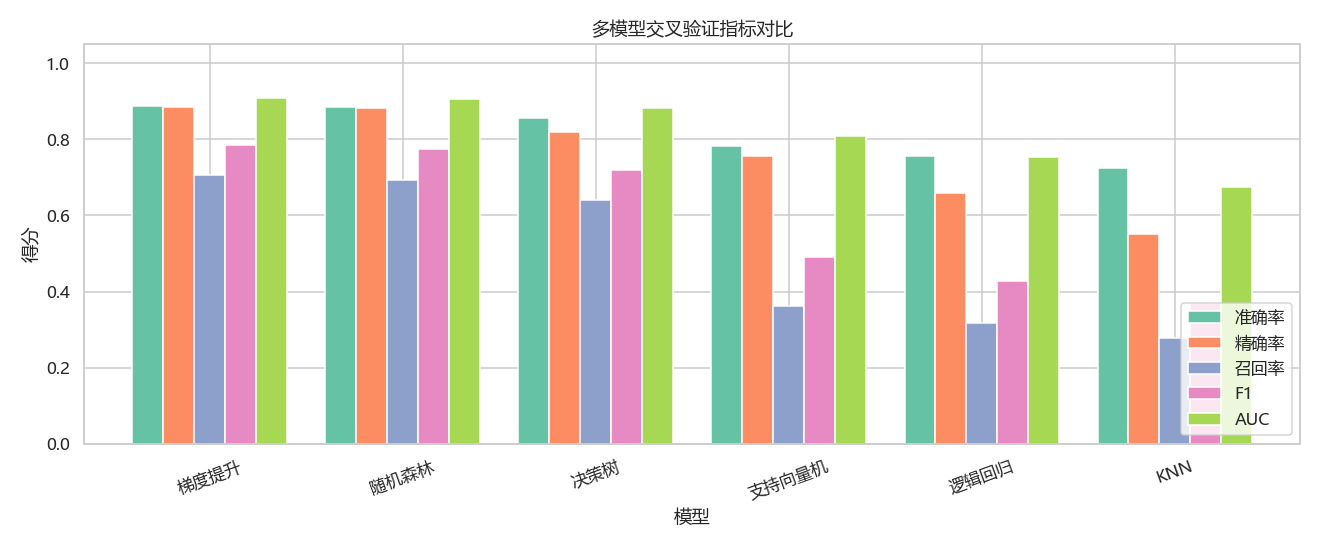 多模型交叉验证指标对比
得分
1.0
0.8
0.6
0.4
0.2
0.0
准确率
精确率
召回率
F1
AUC
梯度提升
随机森林
决策树
支持向量机
逻辑回归
KNN
模型